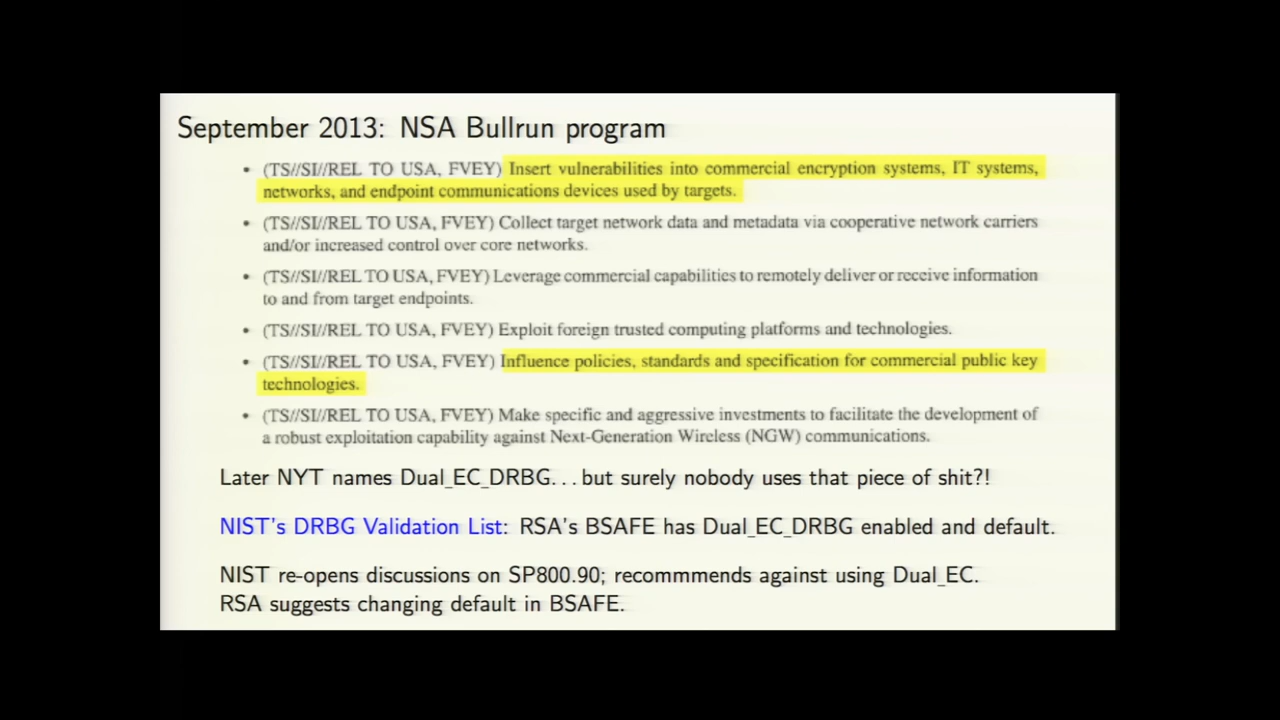 September 2013: NSA Bullrun program
• (TS//SI//REL TO USA, FVEY) Insert vulnerabilities into commercial encryption systems, IT systems,
networks, and endpoint communications devices used by targets.
• (TS//SI//REL TO USA, FVEY) Collect target network data and metadata via cooperative network carriers
and/or increased control over core networks.
• (TS//SI//REL TO USA, FVEY) Leverage commercial capabilities to remotely deliver or receive information
to and from target endpoints.
• (TS//SI//REL TO USA, FVEY) Exploit foreign trusted computing platforms and technologies.
• (TS//SI//REL TO USA, FVEY) Influence policies, standards and specification for commercial public key
technologies.
• (TS//SI//REL TO USA, FVEY) Make specific and aggressive investments to facilitate the development of
a robust exploitation capability against Next-Generation Wireless (NGW) communications.
Later NYT names Dual_EC_DRBG...but surely nobody uses that piece of shit?!
NIST's DRBG Validation List: RSA's BSAFE has Dual_EC_DRBG enabled and default.
NIST re-opens discussions on SP800.90; recommmends against using Dual_EC.
RSA suggests changing default in BSAFE.